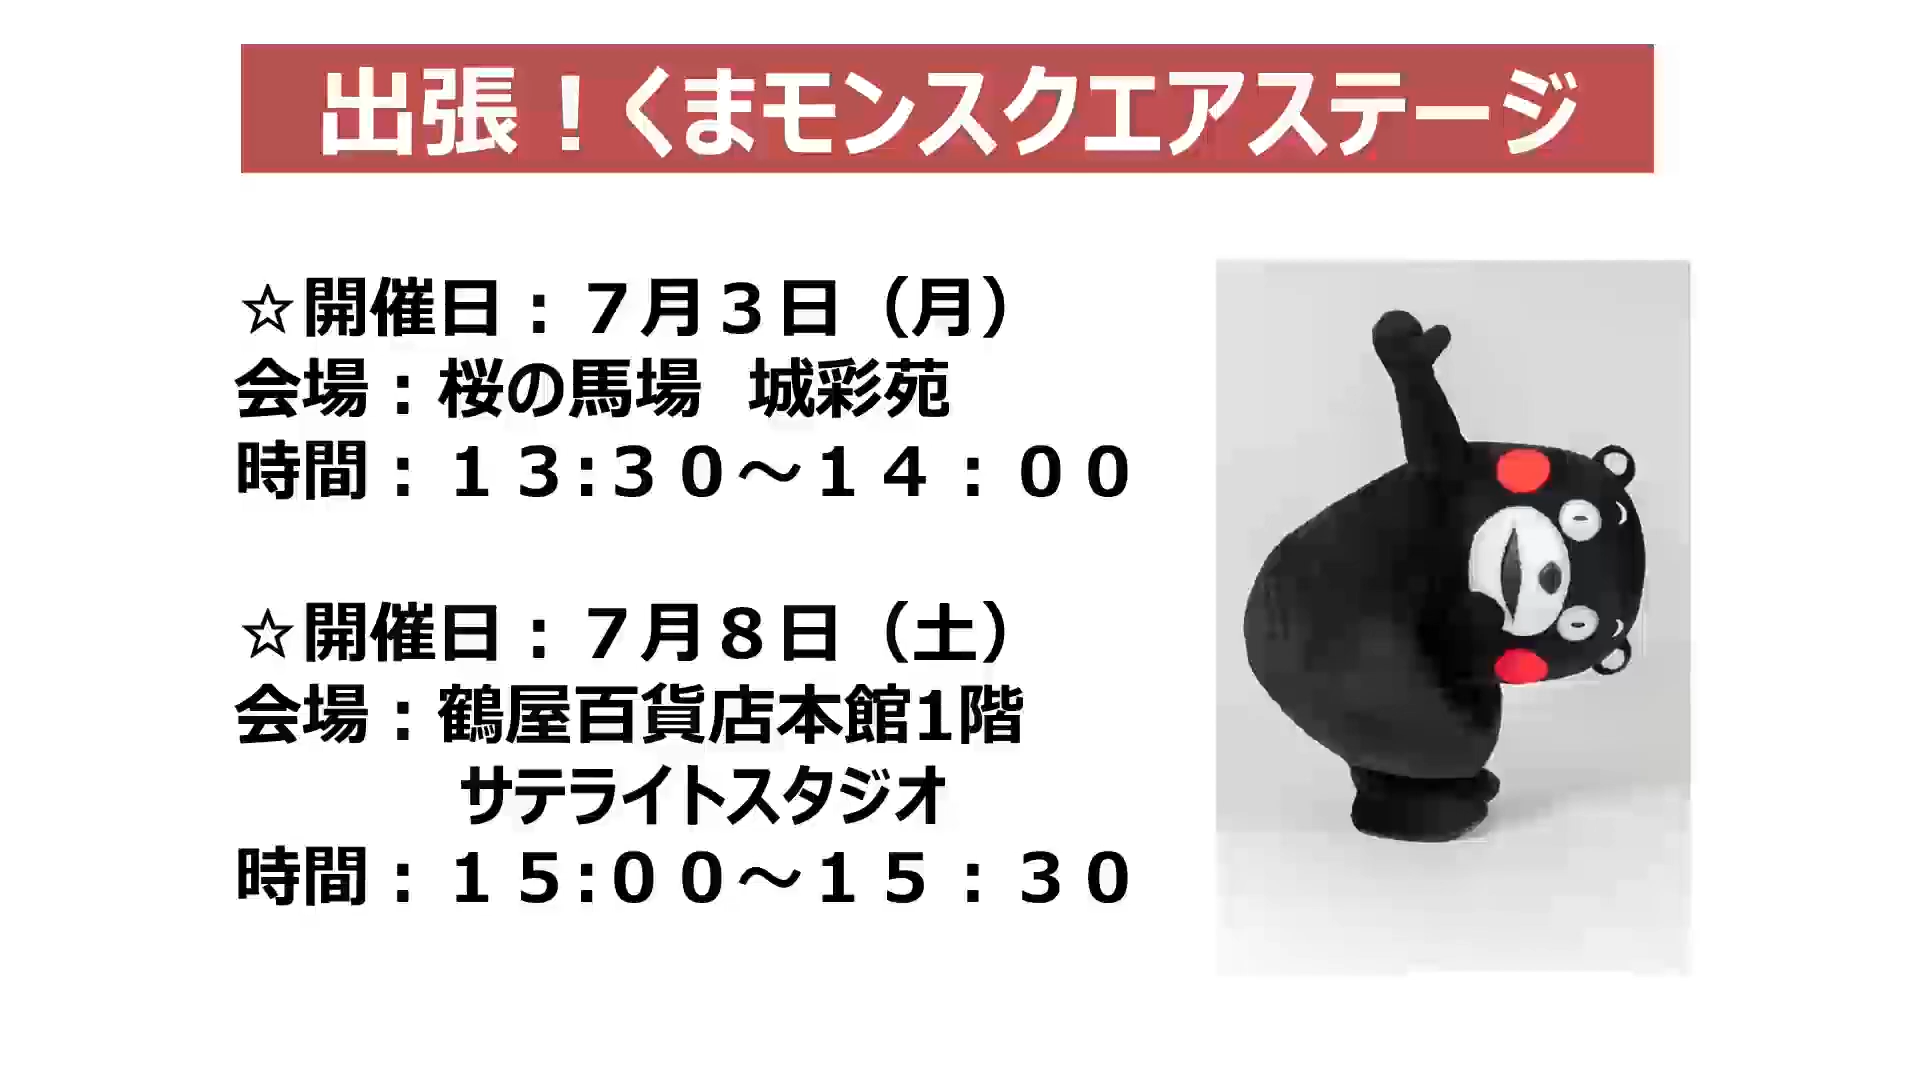 出張！くまモンスクエアステージ
☆開催日：７月３日（月）
会場：桜の馬場　城彩苑
時間：１３:３０～１４：００
☆開催日：７月８日（土）
会場：鶴屋百貨店本館1階
サテライトスタジオ
時間：１５:００～１５：３０